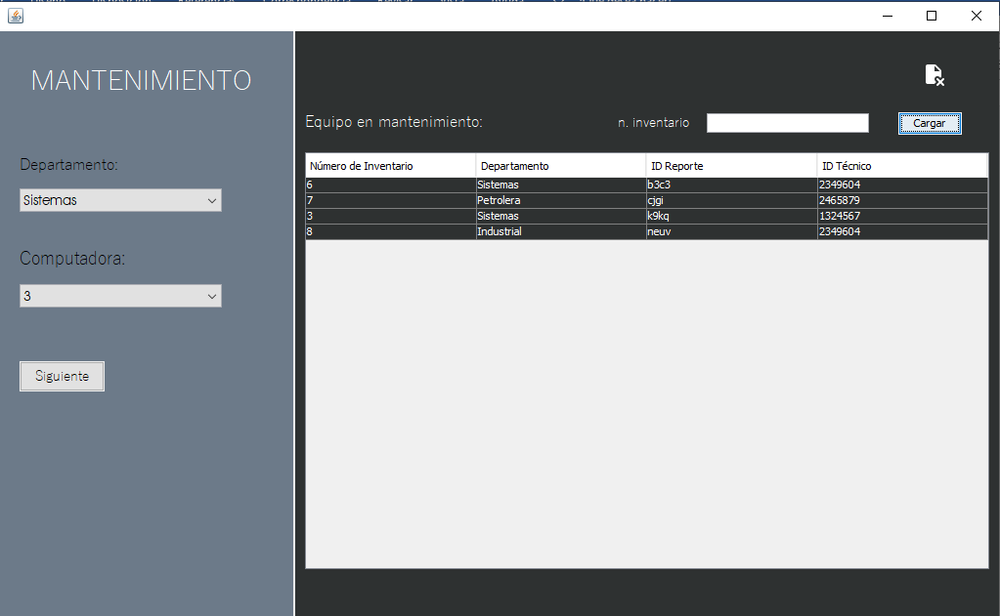 MANTENIMIENTO
Departamento:
Sistemas
Computadora:
3
Siguiente
Equipo en mantenimiento: n. inventario Cargar
Número de Inventario Departamento ID Reporte ID Técnico
6 Sistemas b3c3 2349604
7 Petrolera cjgi 2465879
3 Sistemas k9kq 1324567
8 Industrial neuv 2349604